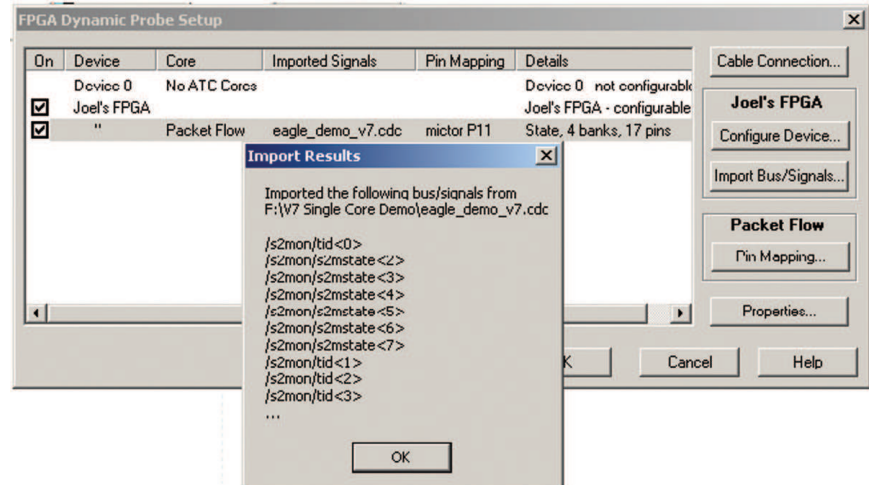 FPGA Dynamic Probe Setup
On Device Core Imported Signals Pin Mapping Details
Device 0 No ATC Cores Device 0 not configurable
Joel's FPGA Joel's FPGA - configurable
" Packet Flow eagle_demo_v7.cdc mictor P11 State, 4 banks, 17 pins
Cable Connection...
Joel's FPGA
Configure Device...
Import Bus/Signals...
Packet Flow
Pin Mapping...
Properties...
Cancel
Help
Import Results
Imported the following bus/signals from
F:\V7 Single Core Demo\eagle_demo_v7.cdc
/s2mon/tid<0>
/s2mon/s2mstate<2>
/s2mon/s2mstate<3>
/s2mon/s2mstate<4>
/s2mon/s2mstate<5>
/s2mon/s2mstate<6>
/s2mon/s2mstate<7>
/s2mon/tid<1>
/s2mon/tid<2>
/s2mon/tid<3>
...
OK